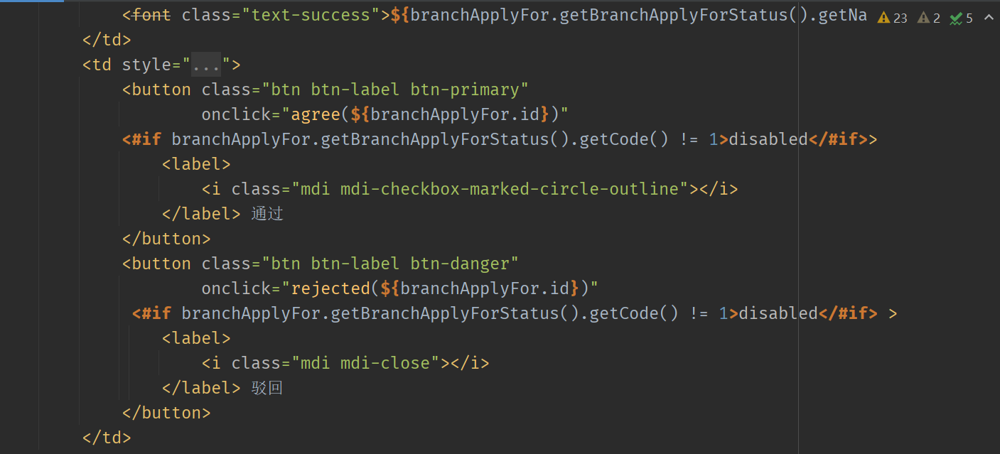 <font class="text-success">${branchApplyFor.getBranchApplyForStatus().getNa 23 2 5
</td>
<td style="...">
<button class="btn btn-label btn-primary"
onclick="agree(${branchApplyFor.id})"
<#if branchApplyFor.getBranchApplyForStatus().getCode() != 1>disabled</#if>>
<label>
<i class="mdi mdi-checkbox-marked-circle-outline"></i>
</label> 通过
</button>
<button class="btn btn-label btn-danger"
onclick="rejected(${branchApplyFor.id})"
<#if branchApplyFor.getBranchApplyForStatus().getCode() != 1>disabled</#if> >
<label>
<i class="mdi mdi-close"></i>
</label> 驳回
</button>
</td>